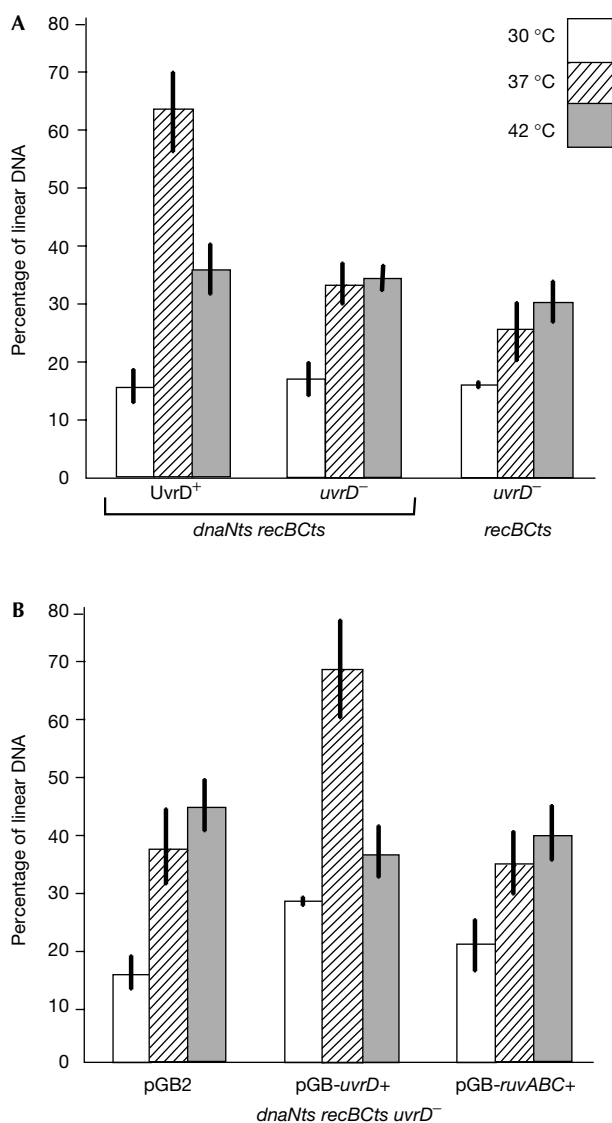 A
80
70
60
50
40
30
20
10
0
Percentage of linear DNA
30 °C
37 °C
42 °C
UvrD+ uvrD– uvrD–
dnaNts recBCts recBCts
B
80
70
60
50
40
30
20
10
0
Percentage of linear DNA
pGB2 pGB-uvrD+ pGB-ruvABC+
dnaNts recBCts uvrD–